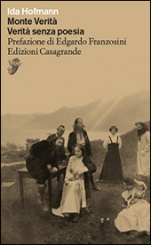 Ida Hofmann
Monte Verità
Verità senza poesia
Prefazione di Edgardo Franzosini
Edizioni Casagrande